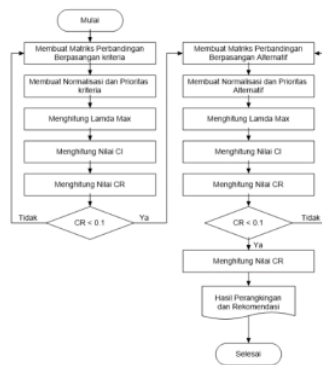 Mulai
Membuat Matriks Perbandingan
Berpasangan kriteria
Membuat Normalisasi dan Prioritas
kriteria
Menghitung Lamda Max
Menghitung Nilai CI
Menghitung Nilai CR
Tidak
CR < 0.1
Ya
Membuat Matriks Perbandingan
Berpasangan Alternatif
Membuat Normalisasi dan Prioritas
Alternatif
Menghitung Lamda Max
Menghitung Nilai CI
Menghitung Nilai CR
CR < 0.1
Tidak
Ya
Menghitung Nilai CR
Hasil Perangkingan
dan Rekomendasi
Selesai